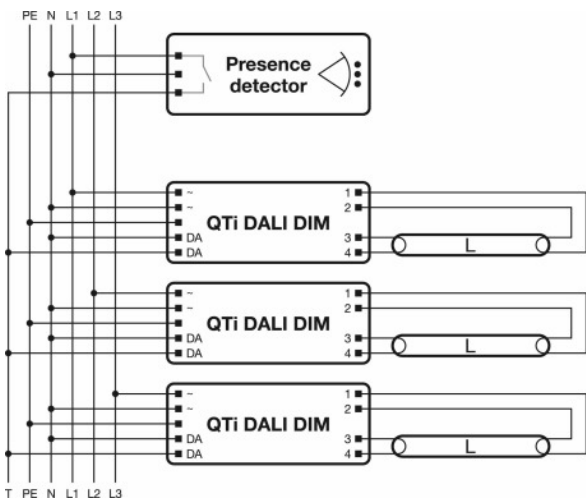 PE N L1 L2 L3
Presence
detector
~ 1
~ 2
QTi DALI DIM
DA 3
DA 4
L
~ 1
~ 2
QTi DALI DIM
DA 3
DA 4
L
~ 1
~ 2
QTi DALI DIM
DA 3
DA 4
L
T PE N L1 L2 L3